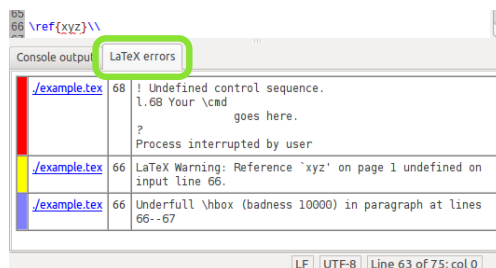 65
66 \ref{xyz}\\
Console output LaTeX errors
./example.tex 68 ! Undefined control sequence.
l.68 Your \cmd
goes here.
?
Process interrupted by user
./example.tex 66 LaTeX Warning: Reference `xyz' on page 1 undefined on
input line 66.
./example.tex 66 Underfull \hbox (badness 10000) in paragraph at lines
66--67
LF UTF-8 Line 63 of 75: col 0